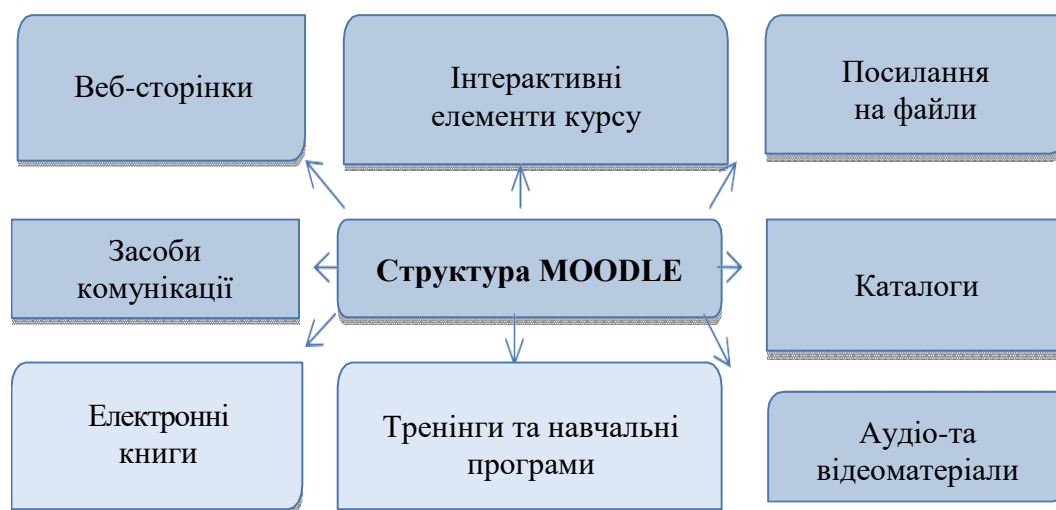 Веб-сторінки
Інтерактивні
елементи курсу
Посилання
на файли
Засоби
комунікації
Структура MOODLE
Каталоги
Електронні
книги
Тренінги та навчальні
програми
Аудіо-та
відеоматеріали